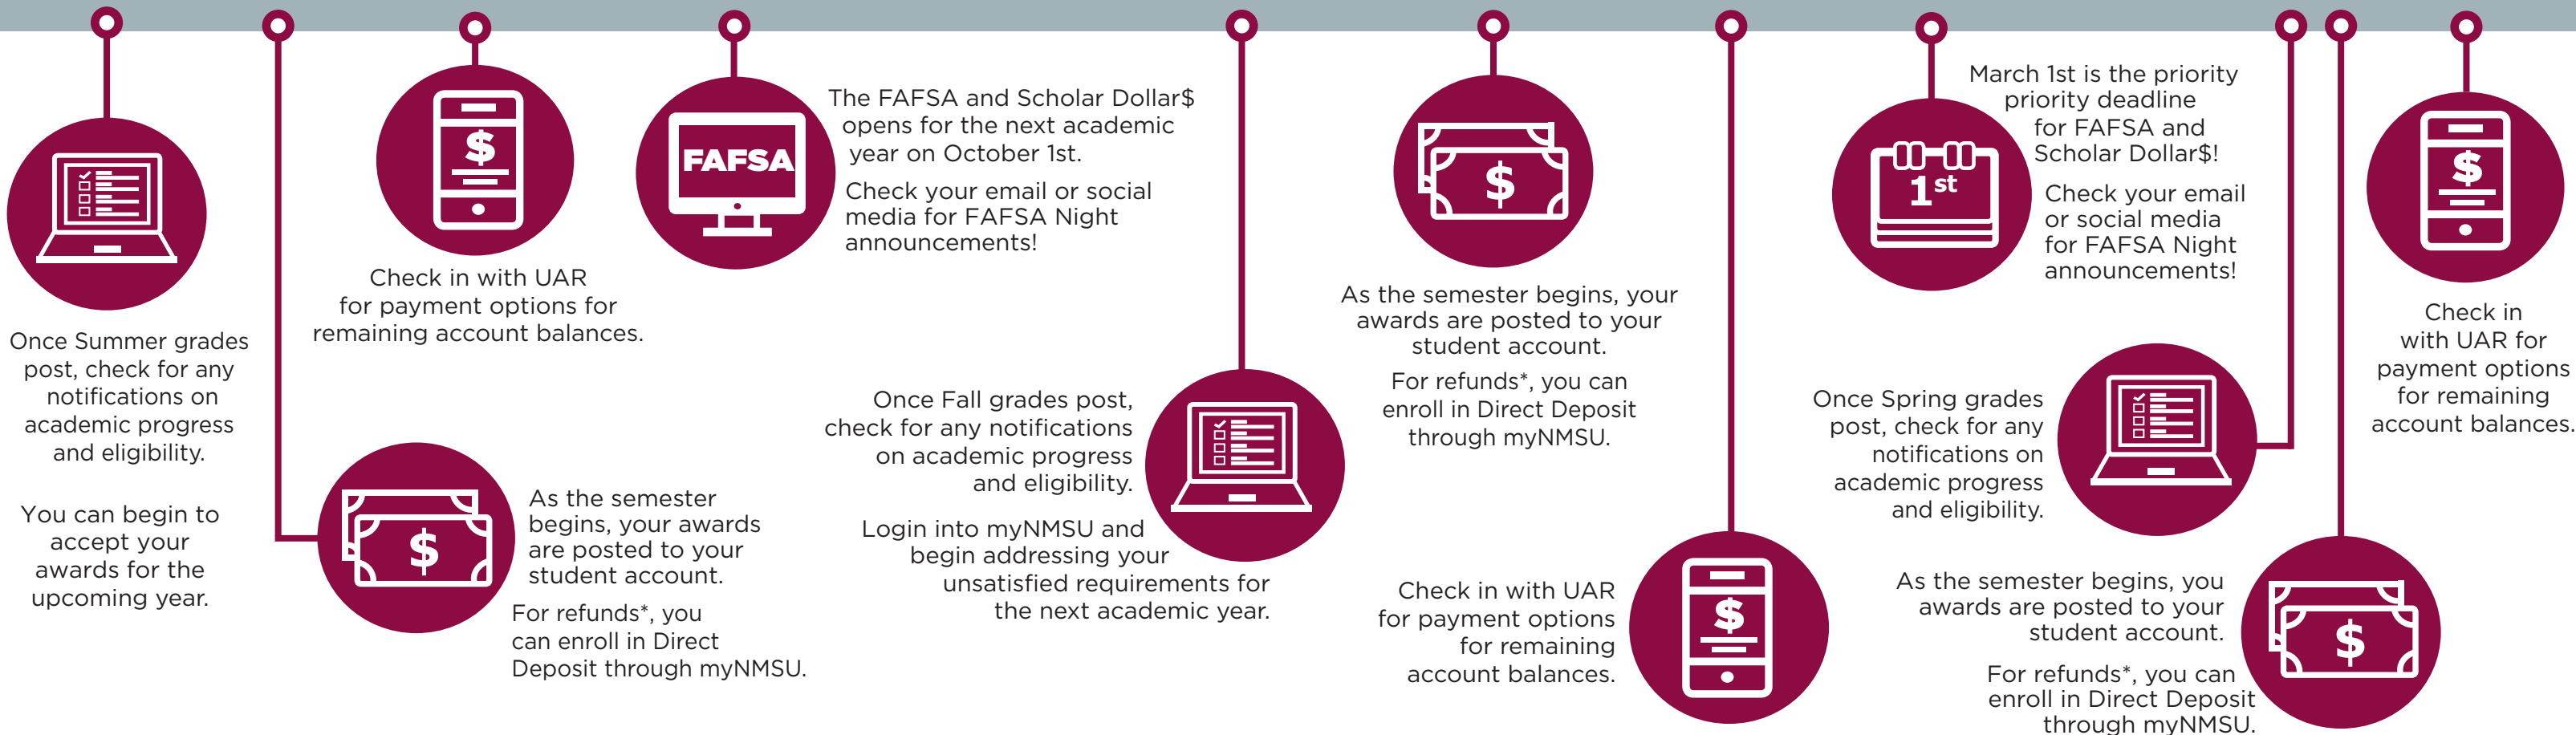 Once Summer grades
post, check for any
notifications on
academic progress
and eligibility.
You can begin to
accept your
awards for the
upcoming year.
$
As the semester
begins, your awards
are posted to your
student account.
For refunds*, you
can enroll in Direct
Deposit through myNMSU.
$
Check in with UAR
for payment options for
remaining account balances.
FAFSA
The FAFSA and Scholar Dollar$
opens for the next academic
year on October 1st.
Check your email or social
media for FAFSA Night
announcements!
Once Fall grades post,
check for any notifications
on academic progress
and eligibility.
Login into myNMSU and
begin addressing your
unsatisfied requirements for
the next academic year.
$
As the semester begins, your
awards are posted to your
student account.
For refunds*, you can
enroll in Direct Deposit
through myNMSU.
Check in with UAR
for payment options
for remaining
account balances.
$
1st
March 1st is the priority
priority deadline
for FAFSA and
Scholar Dollar$!
Check your email
or social media
for FAFSA Night
announcements!
Once Spring grades
post, check for any
notifications on
academic progress
and eligibility.
As the semester begins, you
awards are posted to your
student account.
For refunds*, you can
enroll in Direct Deposit
through myNMSU.
$
$
Check in
with UAR for
payment options
for remaining
account balances.